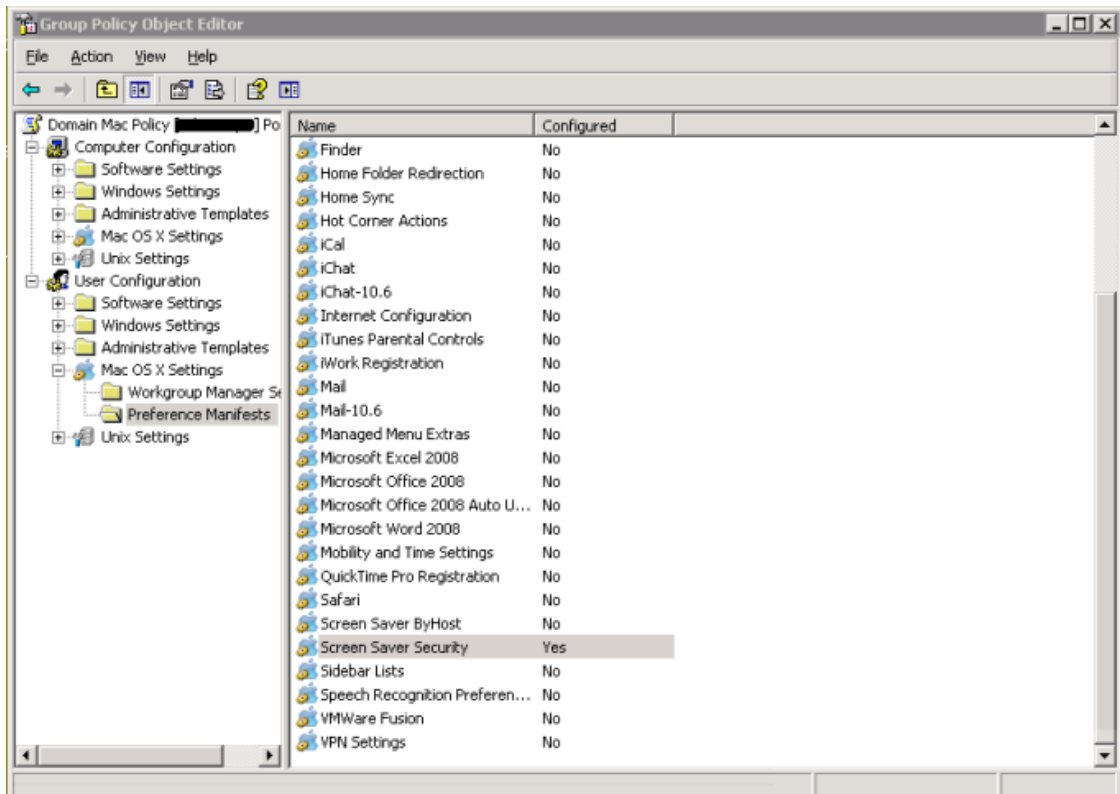 Group Policy Object Editor
File Action View Help
Domain Mac Policy [ ] Po
Computer Configuration
Software Settings
Windows Settings
Administrative Templates
Mac OS X Settings
Unix Settings
User Configuration
Software Settings
Windows Settings
Administrative Templates
Mac OS X Settings
Workgroup Manager Se
Preference Manifests
Unix Settings
Name Configured
Finder No
Home Folder Redirection No
Home Sync No
Hot Corner Actions No
iCal No
iChat No
iChat-10.6 No
Internet Configuration No
iTunes Parental Controls No
iWork Registration No
Mail No
Mail-10.6 No
Managed Menu Extras No
Microsoft Excel 2008 No
Microsoft Office 2008 No
Microsoft Office 2008 Auto U... No
Microsoft Word 2008 No
Mobility and Time Settings No
QuickTime Pro Registration No
Safari No
Screen Saver ByHost No
Screen Saver Security Yes
Sidebar Lists No
Speech Recognition Preferen... No
VMWare Fusion No
VPN Settings No